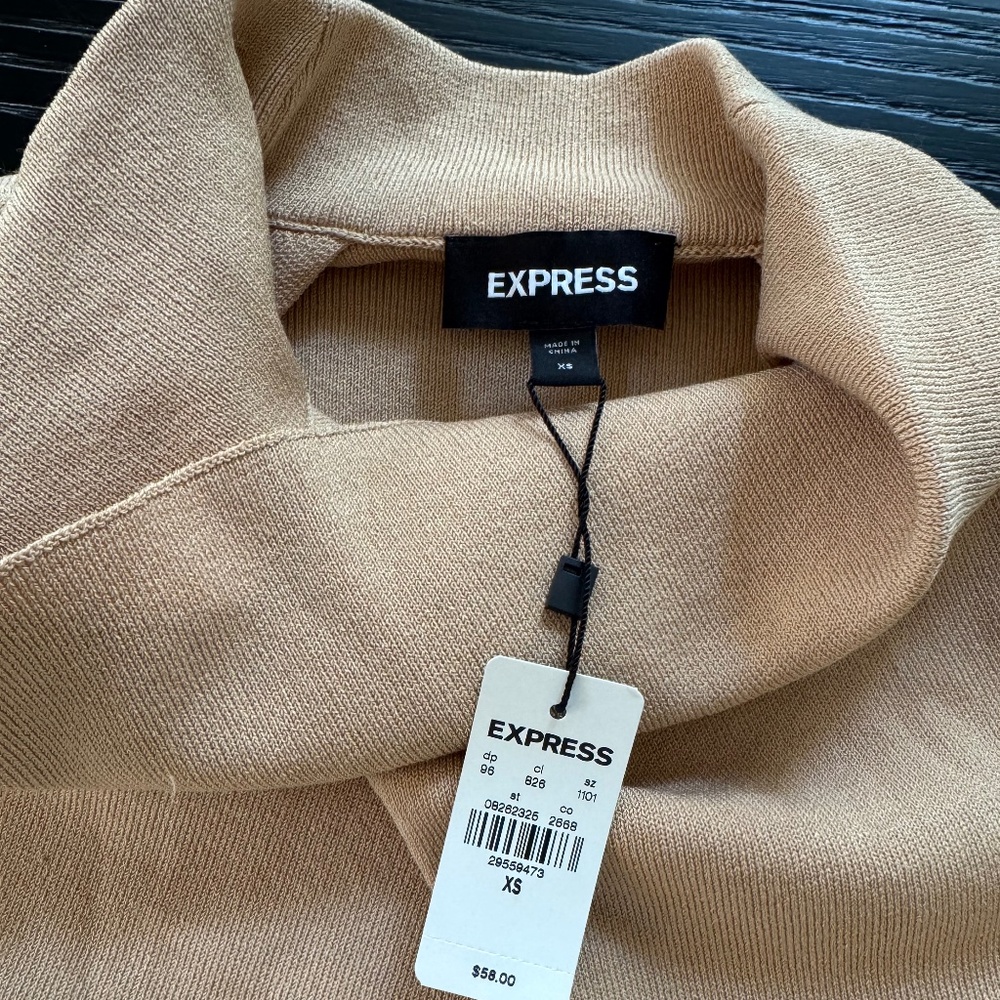 EXPRESS
MADE IN
CHINA
XS
EXPRESS
dp cl sz
96 826 1101
st co
08262325 2668
29559473
XS
$58.00